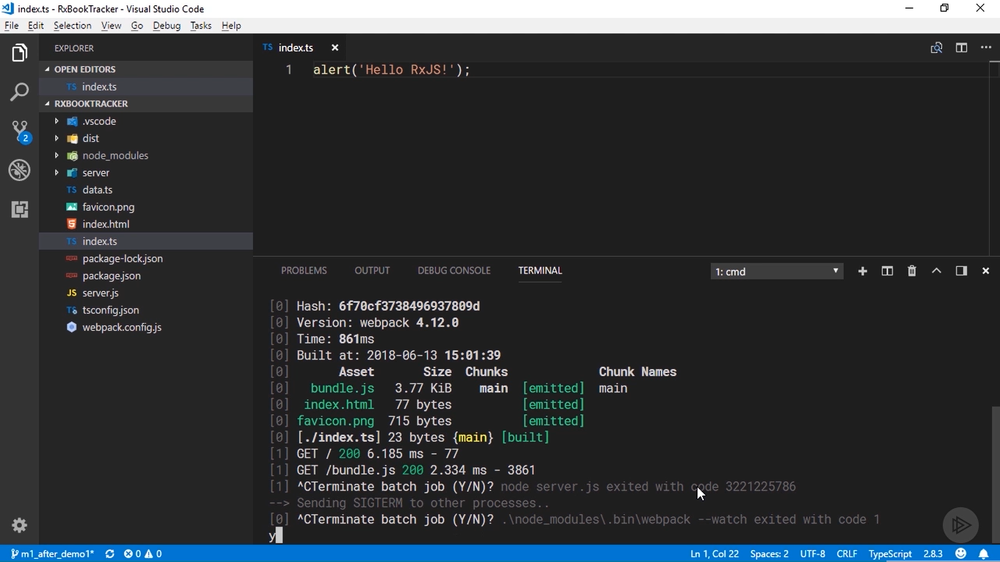 index.ts - RxBookTracker - Visual Studio Code
File Edit Selection View Go Debug Tasks Help
EXPLORER
OPEN EDITORS
TS index.ts
RXBOOKTRACKER
.vscode
dist
node_modules
server
TS data.ts
favicon.png
5 index.html
TS index.ts
package-lock.json
package.json
JS server.js
TS tsconfig.json
webpack.config.js
2
TS index.ts
1 alert('Hello RxJS!');
PROBLEMS OUTPUT DEBUG CONSOLE TERMINAL 1: cmd
[0] Hash: 6f70cf3738496937809d
[0] Version: webpack 4.12.0
[0] Time: 861ms
[0] Built at: 2018-06-13 15:01:39
[0] Asset Size Chunks Chunk Names
[0] bundle.js 3.77 KiB main [emitted] main
[0] index.html 77 bytes [emitted]
[0] favicon.png 715 bytes [emitted]
[0] [./index.ts] 23 bytes {main} [built]
[1] GET / 200 6.185 ms - 77
[1] GET /bundle.js 200 2.334 ms - 3861
[1] ^CTerminate batch job (Y/N)? node server.js exited with code 3221225786
--> Sending SIGTERM to other processes..
[0] ^CTerminate batch job (Y/N)? .\node_modules\.bin\webpack --watch exited with code 1
y
m1_after_demo1* 0 0 Ln 1, Col 22 Spaces: 2 UTF-8 CRLF TypeScript 2.8.3